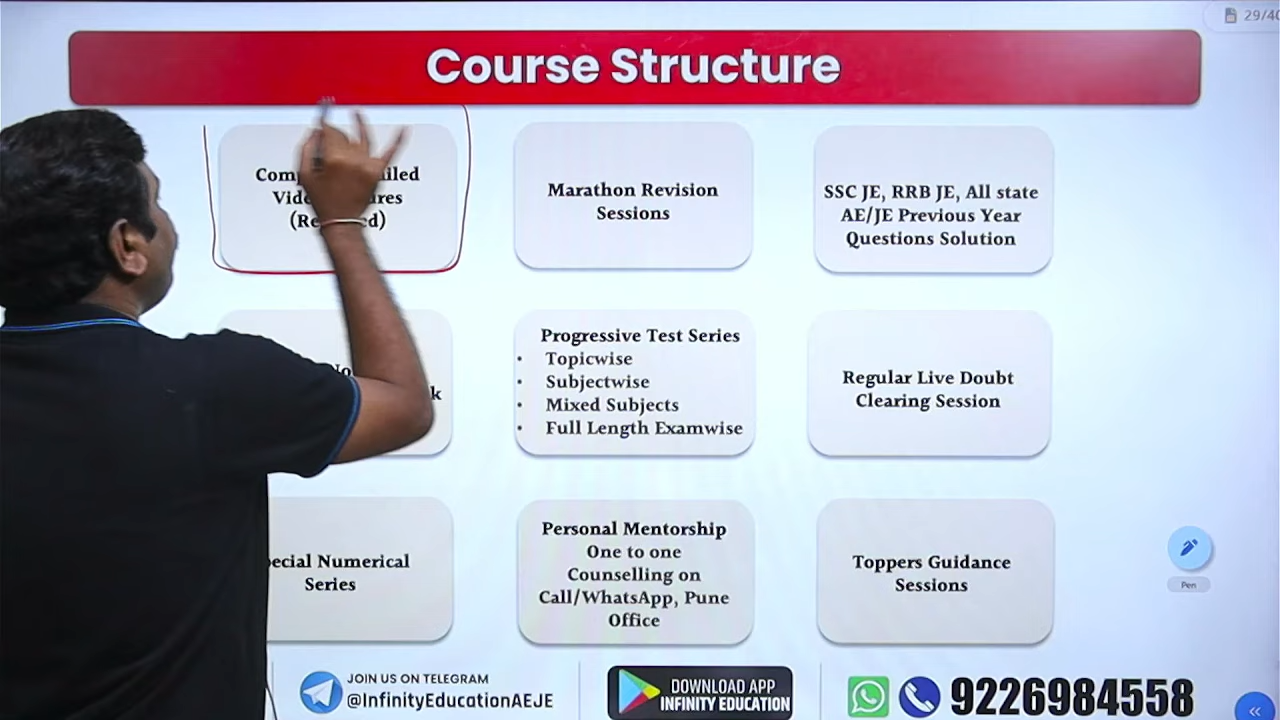 29/40
Course Structure
Marathon Revision
Sessions
SSC JE, RRB JE, All state
AE/JE Previous Year
Questions Solution
Progressive Test Series
• Topicwise
• Subjectwise
• Mixed Subjects
• Full Length Examwise
Regular Live Doubt
Clearing Session
Numerical
Series
Personal Mentorship
One to one
Counselling on
Call/WhatsApp, Pune
Office
Toppers Guidance
Sessions
Pen
JOIN US ON TELEGRAM
@InfinityEducationAEJE
DOWNLOAD APP
INFINITY EDUCATION
9226984558